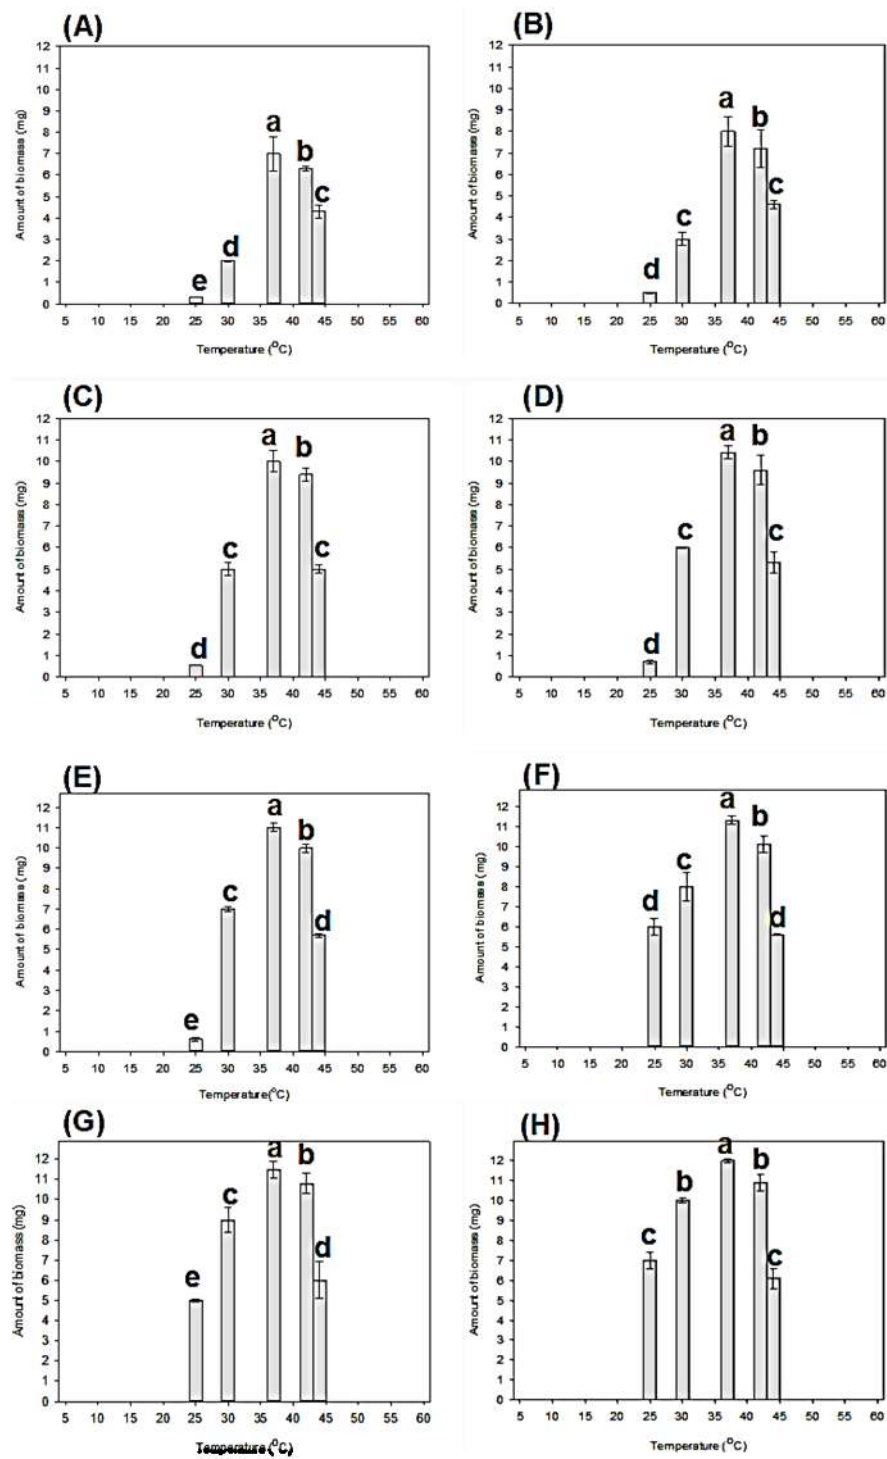 (A)
12
11
10
9
8
7
6
5
4
3
2
1
0
Amount of biomass (mg)
a
b
c
d
e
5 10 15 20 25 30 35 40 45 50 55 60
Temperature (°C)
(B)
12
11
10
9
8
7
6
5
4
3
2
1
0
Amount of biomass (mg)
a
b
c
c
d
5 10 15 20 25 30 35 40 45 50 55 60
Temperature (°C)
(C)
12
11
10
9
8
7
6
5
4
3
2
1
0
Amount of biomass (mg)
a
b
c
c
d
5 10 15 20 25 30 35 40 45 50 55 60
Temperature (°C)
(D)
12
11
10
9
8
7
6
5
4
3
2
1
0
Amount of biomass (mg)
a
b
c
c
d
5 10 15 20 25 30 35 40 45 50 55 60
Temperature (°C)
(E)
12
11
10
9
8
7
6
5
4
3
2
1
0
Amount of biomass (mg)
a
b
c
d
e
5 10 15 20 25 30 35 40 45 50 55 60
Temperature(°C)
(F)
12
11
10
9
8
7
6
5
4
3
2
1
0
Amount of biomass (mg)
a
b
c
d
d
5 10 15 20 25 30 35 40 45 50 55 60
Temerature (°C)
(G)
12
11
10
9
8
7
6
5
4
3
2
1
0
Amount of biomass (mg)
a
b
c
d
e
5 10 15 20 25 30 35 40 45 50 55 60
Temperature (°C)
(H)
12
11
10
9
8
7
6
5
4
3
2
1
0
Amount of biomass (mg)
a
b
b
c
c
5 10 15 20 25 30 35 40 45 50 55 60
Temperature (°C)